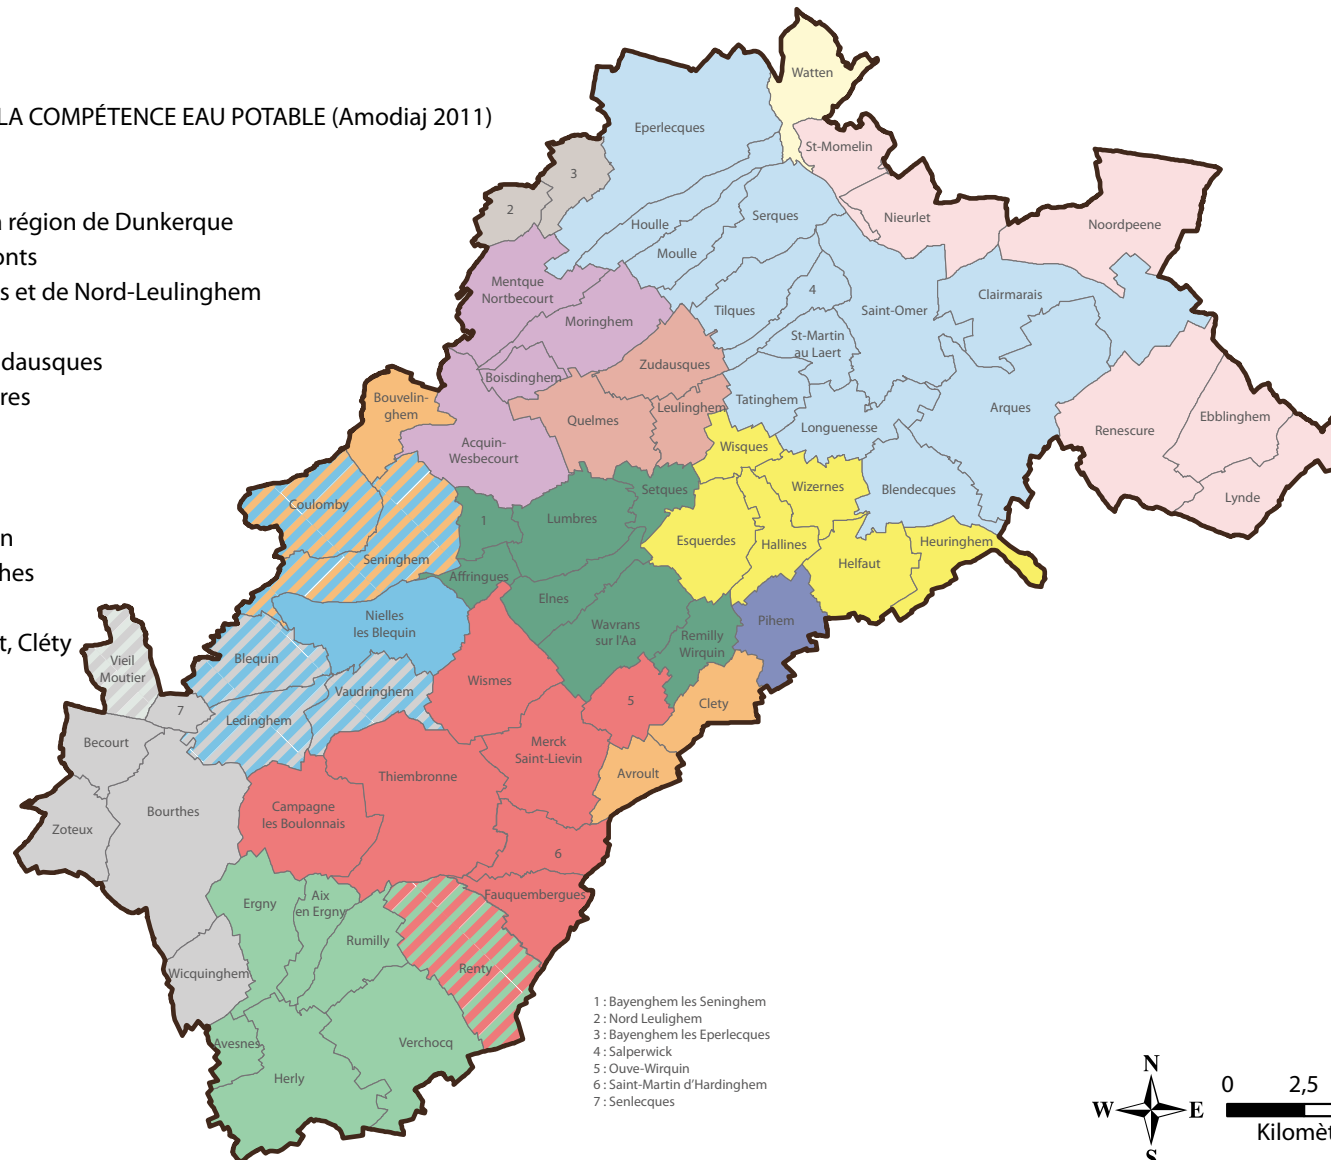 LA COMPÉTENCE EAU POTABLE (Amodiaj 2011)
région de Dunkerque
onts
s et de Nord-Leulinghem
dausques
res
n
hes
t, Cléty
Watten
Eperlecques
St-Momelin
3
2
Serques
Nieurlet
Noordpeene
Houlle
Moulle
Mentque
Nortbecourt
4
Clairmarais
Tilques
Saint-Omer
Moringhem
St-Martin
au Laert
Zudausques
Boisdinghem
Bouvelin-
ghem
Tatinghem
Leulinghem
Arques
Ebblinghem
Quelmes
Longuenesse
Renescure
Acquin-
Wesbecourt
Wisques
Setques
Wizernes
Blendecques
Lynde
Coulomby
1
Lumbres
Esquerdes
Hallines
Heuringhem
Seninghem
Helfaut
Affringues
Elnes
Nielles
les Blequin
Wavrans
sur l'Aa
Pihem
Remilly
Wirquin
Blequin
Vieil
Moutier
Wismes
Vaudringhem
5
Clety
7
Ledinghem
Becourt
Merck
Saint-Lievin
Avroult
Thiembronne
Bourthes
Campagne
les Boulonnais
Zoteux
6
Fauquembergues
Ergny
Aix
en Ergny
Rumilly
Renty
Wicquinghem
Avesnes
Verchocq
Herly
1 : Bayenghem les Seninghem
2 : Nord Leulighem
3 : Bayenghem les Eperlecques
4 : Salperwick
5 : Ouve-Wirquin
6 : Saint-Martin d'Hardinghem
7 : Senlecques
N
W E
S
0 2,5
Kilomèt